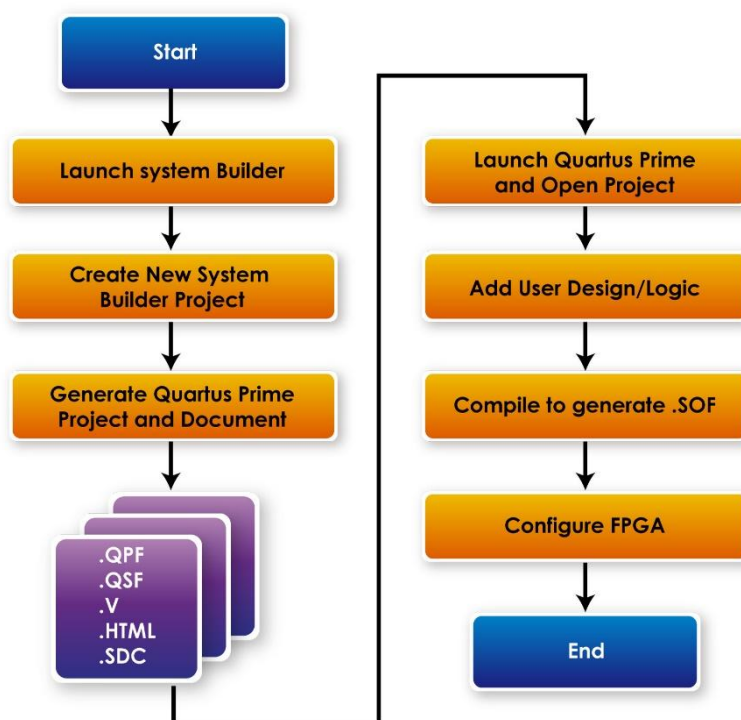 Start
Launch system Builder
Create New System
Builder Project
Generate Quartus Prime
Project and Document
.QPF
.QSF
.V
.HTML
.SDC
Launch Quartus Prime
and Open Project
Add User Design/Logic
Compile to generate .SOF
Configure FPGA
End